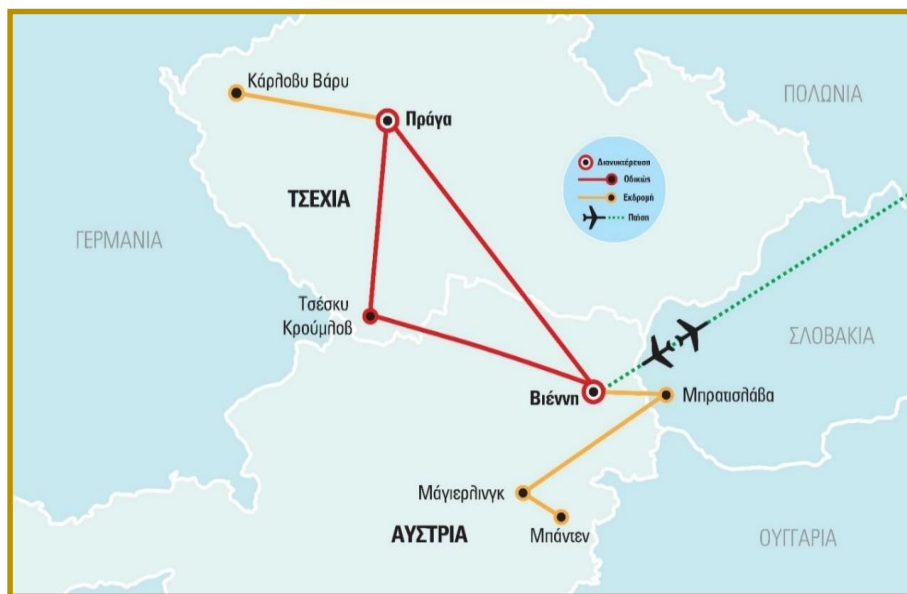 Κάρλοβυ Βάρυ
ΠΟΛΩΝΙΑ
Πράγα
Διανυκτέρευση
Οδικώς
Εκδρομή
Πτήση
ΤΣΕΧΙΑ
ΓΕΡΜΑΝΙΑ
Τσέσκυ
Κρούμλοβ
ΣΛΟΒΑΚΙΑ
Βιέννη
Μπρατισλάβα
Μάγιερλινγκ
ΑΥΣΤΡΙΑ
Μπάντεν
ΟΥΓΓΑΡΙΑ